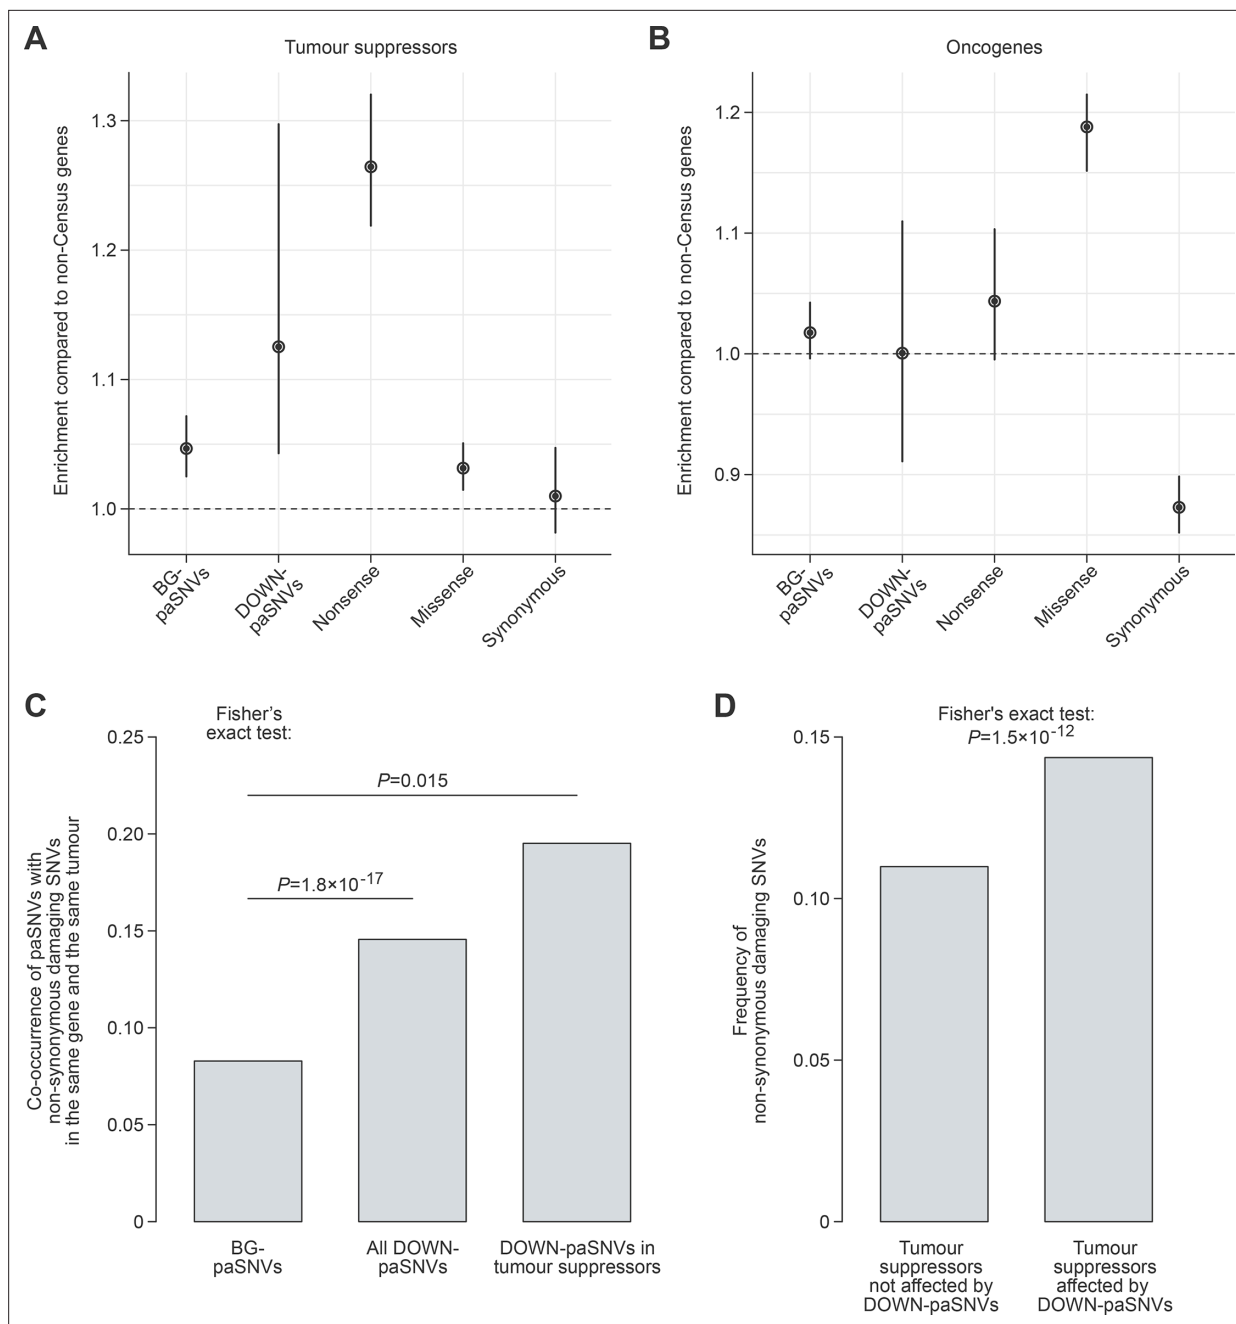 A
Tumour suppressors
Enrichment compared to non-Census genes
1.3
1.2
1.1
1.0
BG-
paSNVs
DOWN-
paSNVs
Nonsense
Missense
Synonymous
B
Oncogenes
Enrichment compared to non-Census genes
1.2
1.1
1.0
0.9
BG-
paSNVs
DOWN-
paSNVs
Nonsense
Missense
Synonymous
C
Fisher’s
exact test:
Co-occurrence of paSNVs with
non-synonymous damaging SNVs
in the same gene and the same tumour
0.25
0.20
0.15
0.10
0.05
0
P=0.015
P=1.8×10-17
BG-
paSNVs
All DOWN-
paSNVs
DOWN-paSNVs in
tumour suppressors
D
Fisher's exact test:
P=1.5×10-12
Frequency of
non-synonymous damaging SNVs
0.15
0.10
0.05
0
Tumour
suppressors
not affected by
DOWN-paSNVs
Tumour
suppressors
affected by
DOWN-paSNVs